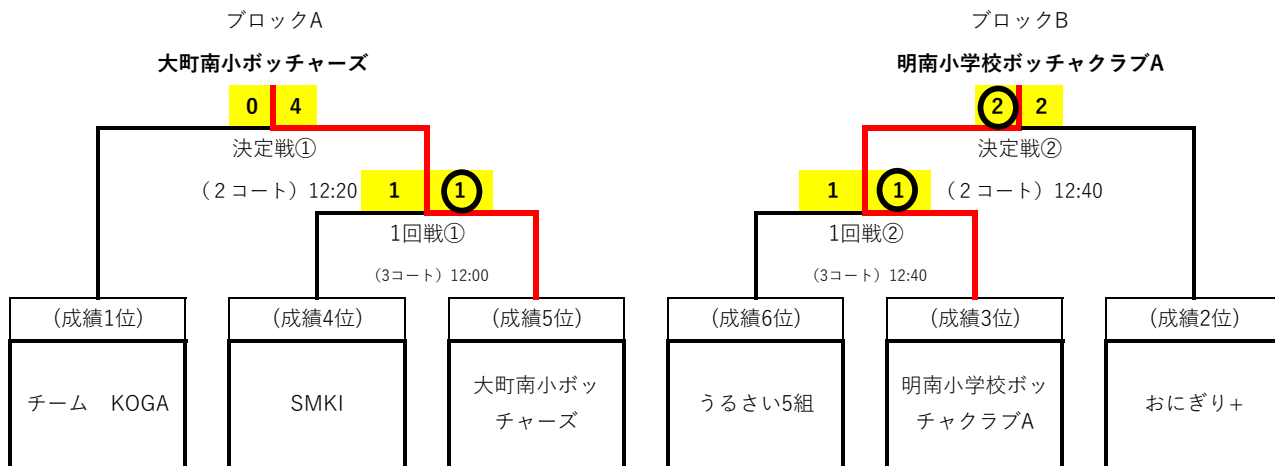 ブロックA
大町南小ボッチャーズ
0 4
決定戦①
（２コート）12:20
1 1
1回戦①
（3コート）12:00
(成績1位)
(成績4位)
(成績5位)
チーム　KOGA
SMKI
大町南小ボッ
チャーズ
ブロックB
明南小学校ボッチャクラブA
2 2
決定戦②
1 1
（２コート）12:40
1回戦②
（3コート）12:40
(成績6位)
(成績3位)
(成績2位)
うるさい5組
明南小学校ボッ
チャクラブA
おにぎり+